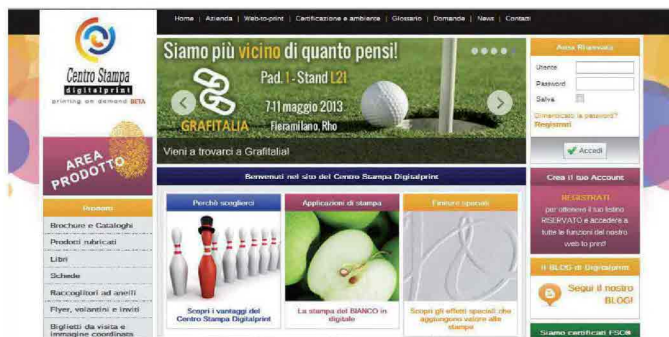 Home | Azienda | Web-to-print | Certificazione e ambiente | Glossario | Domande | News | Contatti
Centro Stampa
digitalprint
printing on demand BETA
AREA
PRODOTTO
Prodotti
Brochure e Cataloghi
Prodotti rubricati
Libri
Schede
Raccoglitori ad anelli
Flyer, volantini e inviti
Biglietti da visita e
immagine coordinata
Siamo più vicino di quanto pensi!
Pad. 1 - Stand L21
7-11 maggio 2013
GRAFITALIA
Fieramilano, Rho
Vieni a trovarci a Grafitalia!
Benvenuti nel sito del Centro Stampa Digitalprint
Perchè sceglierci
Scopri i vantaggi del
Centro Stampa Digitalprint
Applicazioni di stampa
La stampa del BIANCO in
digitale
Finiture speciali
Scopri gli effetti speciali che
aggiungono valore alle
stampe
Area Riservata
Utente
Password
Salva
Dimenticato la password?
Registrati
Accedi
Crea il tuo Account
REGISTRATI
per ottenere il tuo listino
RISERVATO e accedere a
tutte le funzioni del nostro
web to print!
Il BLOG di Digitalprint
Segui il nostro
BLOG!
Siamo certificati FSC®